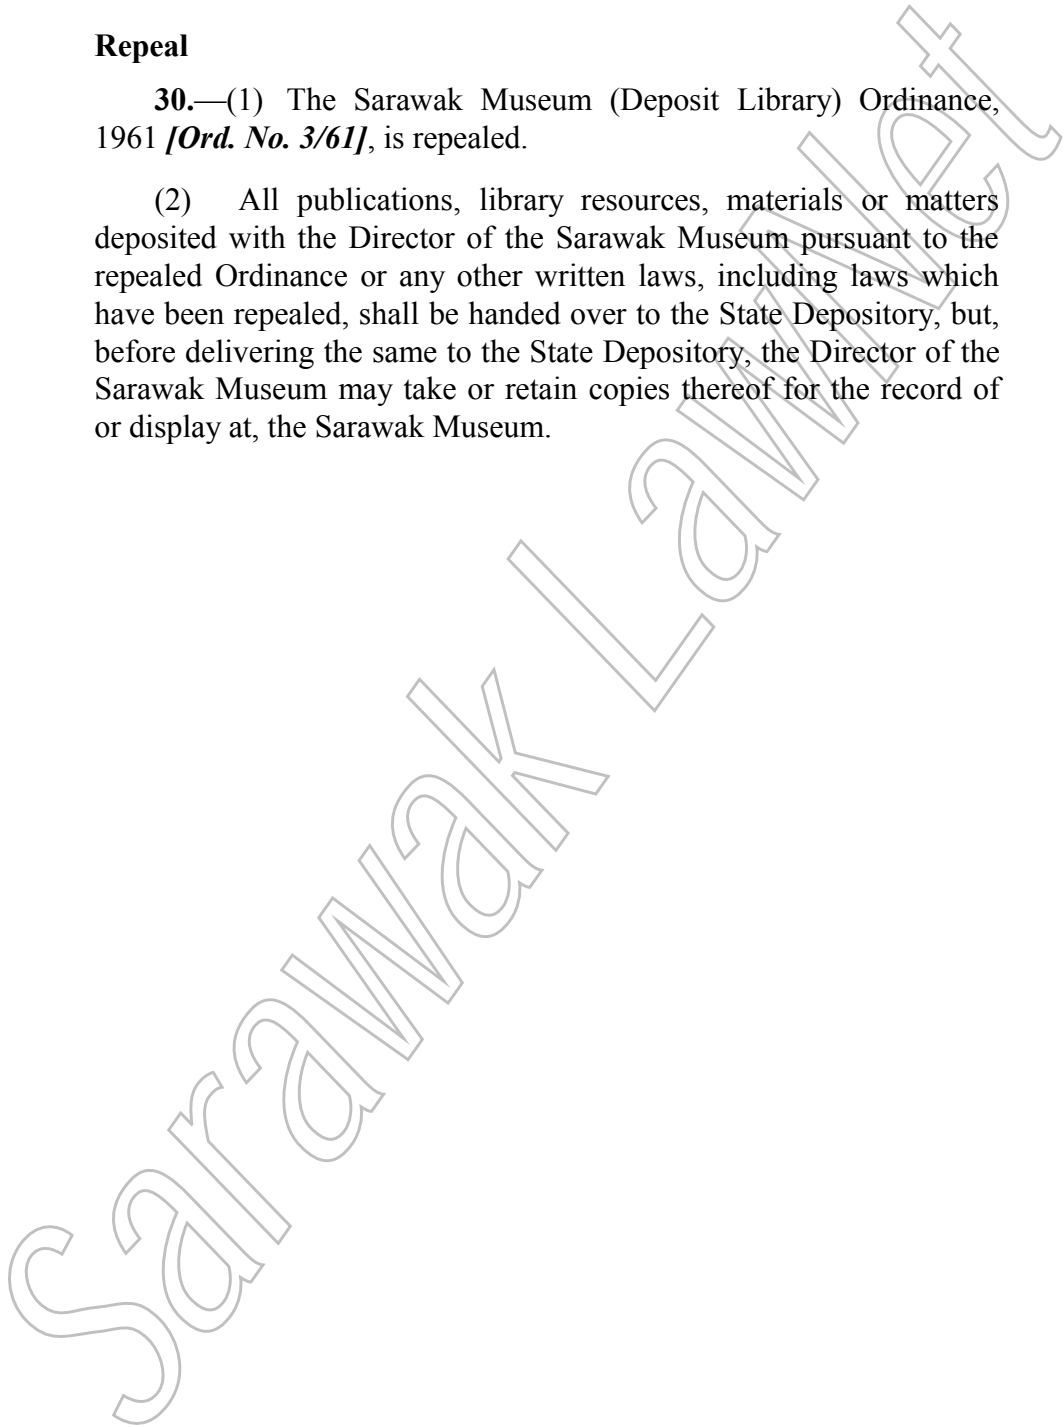 Repeal
30.—(1) The Sarawak Museum (Deposit Library) Ordinance,
1961 [Ord. No. 3/61], is repealed.
(2) All publications, library resources, materials or matters
deposited with the Director of the Sarawak Museum pursuant to the
repealed Ordinance or any other written laws, including laws which
have been repealed, shall be handed over to the State Depository, but,
before delivering the same to the State Depository, the Director of the
Sarawak Museum may take or retain copies thereof for the record of
or display at, the Sarawak Museum.
Sarawak LawNet